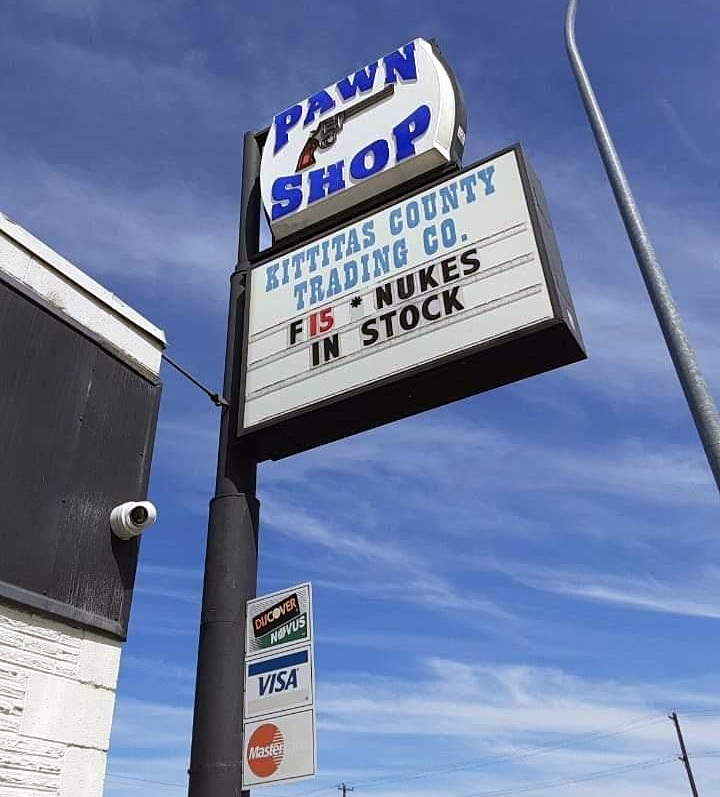 PAWN
SHOP
KITTITAS COUNTY
TRADING CO.
F15 * NUKES
IN STOCK
DISCOVER
NOVUS
VISA
Master